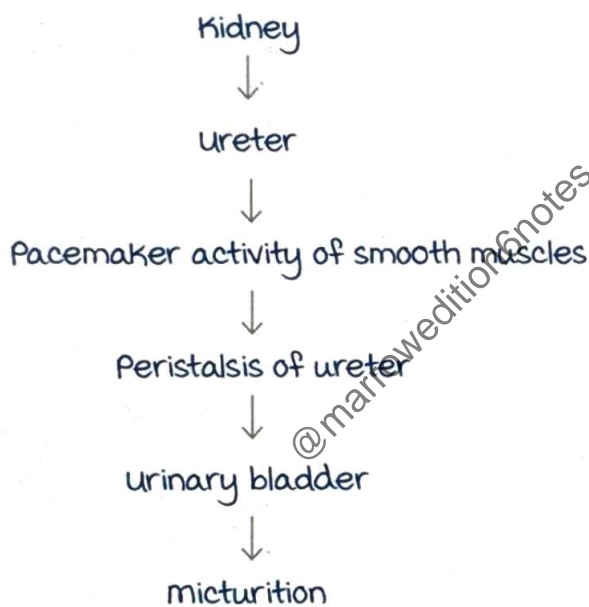 Kidney
ureter
Pacemaker activity of smooth muscles
Peristalsis of ureter
urinary bladder
micturition
@marrowedition6notes